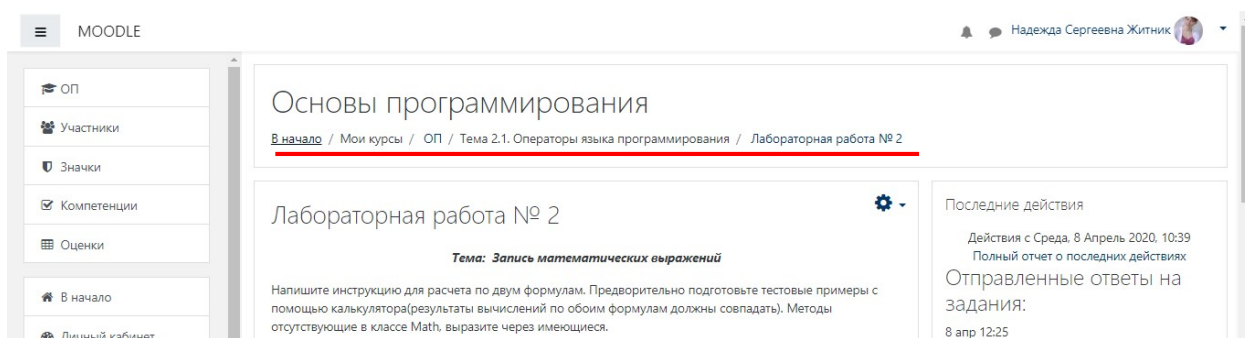 MOODLE
Надежда Сергеевна Житник
ОП
Участники
Значки
Компетенции
Оценки
В начало
Личный кабинет
Основы программирования
В начало / Мои курсы / ОП / Тема 2.1. Операторы языка программирования / Лабораторная работа № 2
Лабораторная работа № 2
Тема: Запись математических выражений
Напишите инструкцию для расчета по двум формулам. Предворительно подготовьте тестовые примеры с
помощью калькулятора(результаты вычислений по обоим формулам должны совпадать). Методы
отсутствующие в классе Math, выразите через имеющиеся.
Последние действия
Действия с Среда, 8 Апрель 2020, 10:39
Полный отчет о последних действиях
Отправленные ответы на
задания:
8 апр 12:25